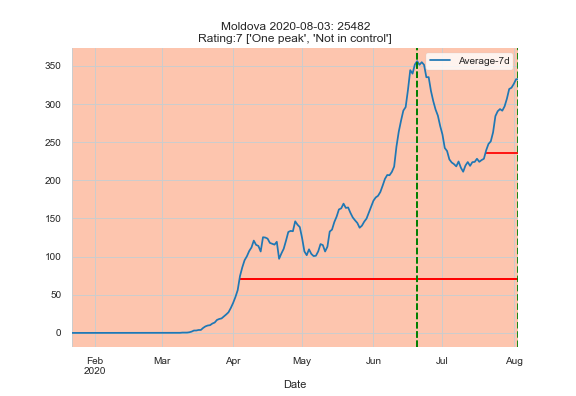 Moldova 2020-08-03: 25482
Rating:7 ['One peak', 'Not in control']
Average-7d
350
300
250
200
150
100
50
0
Feb
2020
Mar
Apr
May
Jun
Jul
Aug
Date